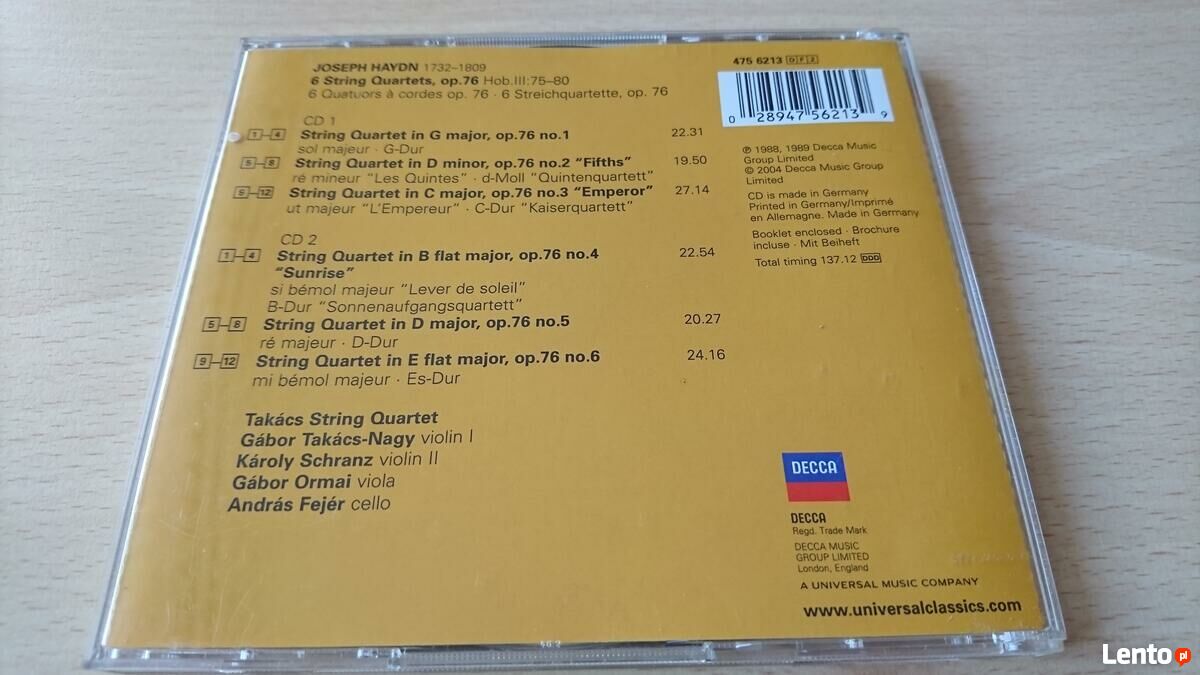 JOSEPH HAYDN 1732–1809
6 String Quartets, op.76 Hob.III:75–80
6 Quatuors à cordes op. 76 · 6 Streichquartette, op. 76
CD 1
1–4 String Quartet in G major, op.76 no.1 22.31
sol majeur · G-Dur
5–8 String Quartet in D minor, op.76 no.2 "Fifths" 19.50
ré mineur "Les Quintes" · d-Moll "Quintenquartett"
9–12 String Quartet in C major, op.76 no.3 "Emperor" 27.14
ut majeur "L'Empereur" · C-Dur "Kaiserquartett"
CD 2
1–4 String Quartet in B flat major, op.76 no.4 22.54
"Sunrise"
si bémol majeur "Lever de soleil"
B-Dur "Sonnenaufgangsquartett"
5–8 String Quartet in D major, op.76 no.5 20.27
ré majeur · D-Dur
9–12 String Quartet in E flat major, op.76 no.6 24.16
mi bémol majeur · Es-Dur
Takács String Quartet
Gábor Takács-Nagy violin I
Károly Schranz violin II
Gábor Ormai viola
András Fejér cello
475 6213 DF2
0 28947 56213 9
℗ 1988, 1989 Decca Music
Group Limited
© 2004 Decca Music Group
Limited
CD is made in Germany
Printed in Germany/Imprimé
en Allemagne. Made in Germany
Booklet enclosed · Brochure
incluse · Mit Beiheft
Total timing 137.12 DDD
DECCA
DECCA
Regd. Trade Mark
DECCA MUSIC
GROUP LIMITED
London, England
A UNIVERSAL MUSIC COMPANY
www.universalclassics.com
Lento pl